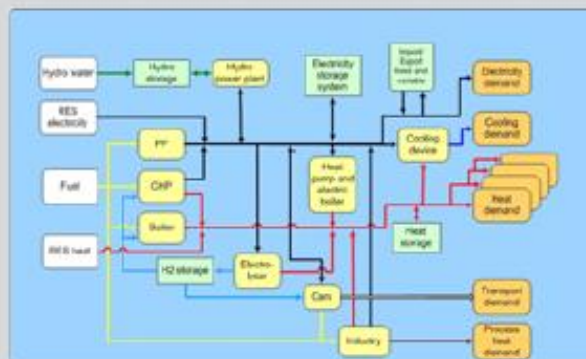 Hydro water
Hydro
storage
Hydro
power plant
Electricity
storage
system
Import/
Export
fixed and
variable
Electricity
demand
RES
electricity
PP
Cooling
device
Cooling
demand
Fuel
CHP
Heat
pump and
electric
boiler
Boiler
Heat
demand
RES heat
Heat
storage
H2 storage
Electro-
lyser
Cars
Transport
demand
Industry
Process
heat demand